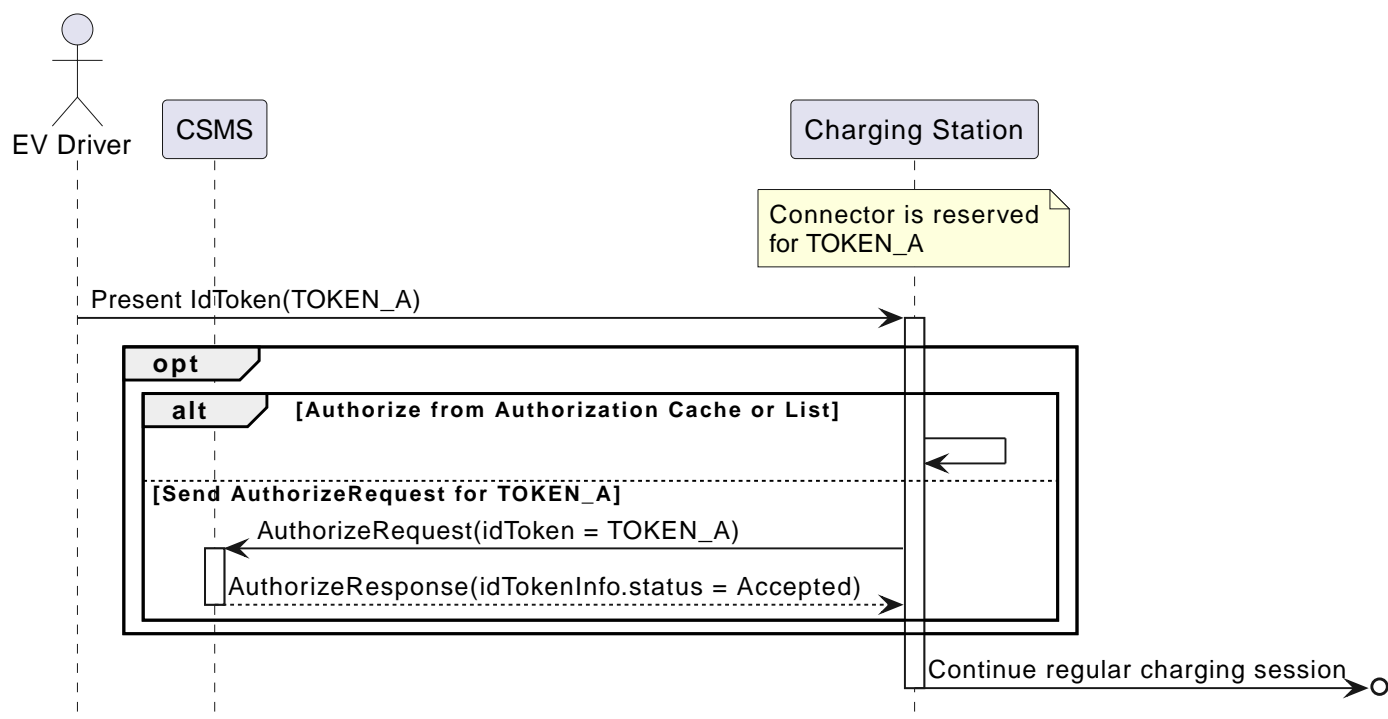 EV Driver
CSMS
Charging Station
Connector is reserved
for TOKEN_A
Present IdToken(TOKEN_A)
opt
alt
[Authorize from Authorization Cache or List]
[Send AuthorizeRequest for TOKEN_A]
AuthorizeRequest(idToken = TOKEN_A)
AuthorizeResponse(idTokenInfo.status = Accepted)
Continue regular charging session